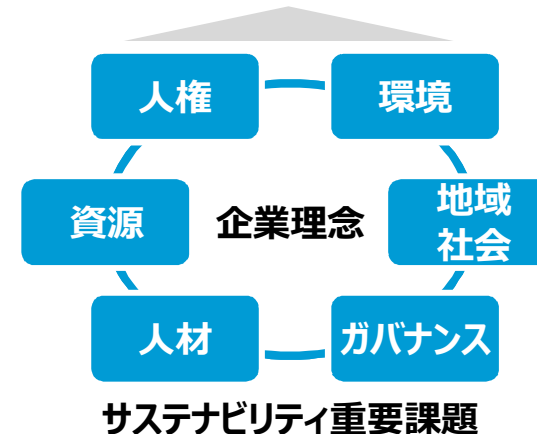 人権
環境
資源
企業理念
地域
社会
人材
ガバナンス
サステナビリティ重要課題